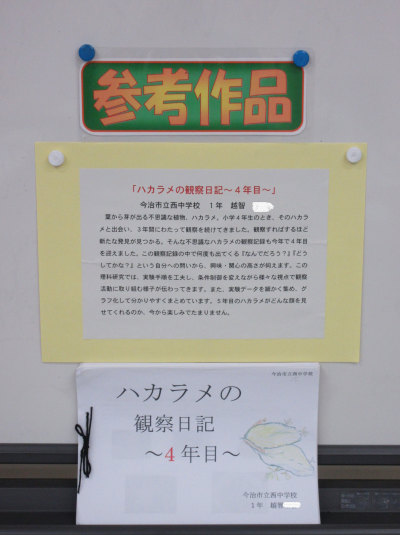 参考作品
「ハカラメの観察日記～４年目～」
今治市立西中学校　１年　越智
葉から芽が出る不思議な植物、ハカラメ。小学４年生のとき、そのハカラ
メと出会い、３年間にわたって観察を続けてきました。観察すればするほど
新たな発見が見つかる、そんな不思議なハカラメの観察記録も今年で４年目
を迎えました。この観察記録の中で何度も出てくる『なんでだろう？』『どう
してかな？』という自分への問いから、興味・関心の高さが伺えます。この
理科研究では、実験手順を工夫し、条件制御を変えながら様々な視点で観察
活動に取り組む様子が伝わってきます。また、実験データを細かく集め、グ
ラフ化して分かりやすくまとめています。５年目のハカラメがどんな顔を見
せてくれるのか、今から楽しみでたまりません。
今治市立西中学校
ハカラメの
観察日記
～４年目～
今治市立西中学校
１年　越智